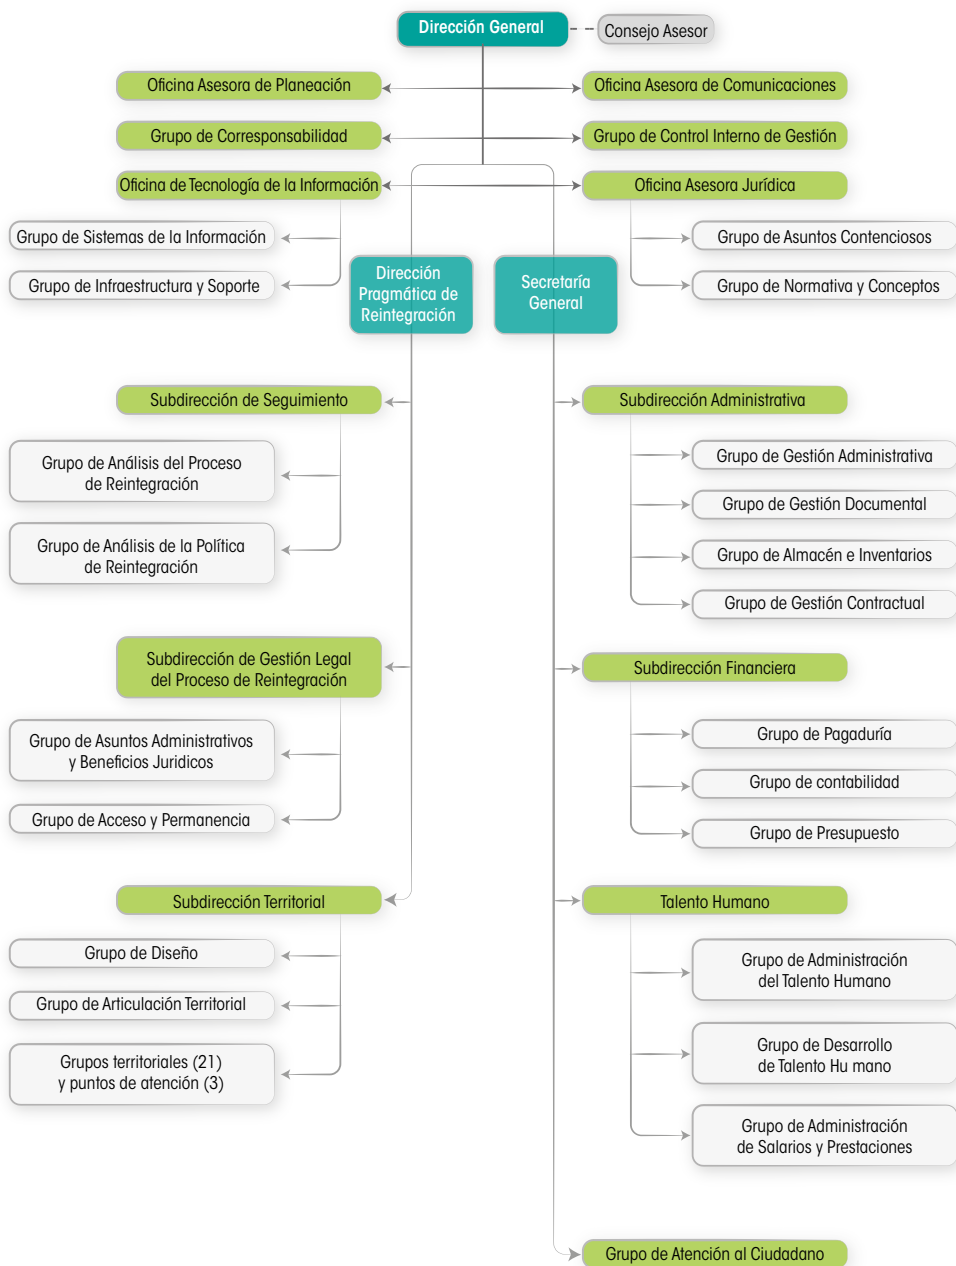 Dirección General
Consejo Asesor
Oficina Asesora de Planeación
Oficina Asesora de Comunicaciones
Grupo de Corresponsabilidad
Grupo de Control Interno de Gestión
Oficina de Tecnología de la Información
Oficina Asesora Jurídica
Grupo de Sistemas de la Información
Grupo de Asuntos Contenciosos
Grupo de Infraestructura y Soporte
Grupo de Normativa y Conceptos
Dirección
Pragmática de
Reintegración
Secretaría
General
Subdirección de Seguimiento
Grupo de Análisis del Proceso
de Reintegración
Grupo de Análisis de la Política
de Reintegración
Subdirección de Gestión Legal
del Proceso de Reintegración
Grupo de Asuntos Administrativos
y Beneficios Juridicos
Grupo de Acceso y Permanencia
Subdirección Territorial
Grupo de Diseño
Grupo de Articulación Territorial
Grupos territoriales (21)
y puntos de atención (3)
Subdirección Administrativa
Grupo de Gestión Administrativa
Grupo de Gestión Documental
Grupo de Almacén e Inventarios
Grupo de Gestión Contractual
Subdirección Financiera
Grupo de Pagaduría
Grupo de contabilidad
Grupo de Presupuesto
Talento Humano
Grupo de Administración
del Talento Humano
Grupo de Desarrollo
de Talento Hu mano
Grupo de Administración
de Salarios y Prestaciones
Grupo de Atención al Ciudadano